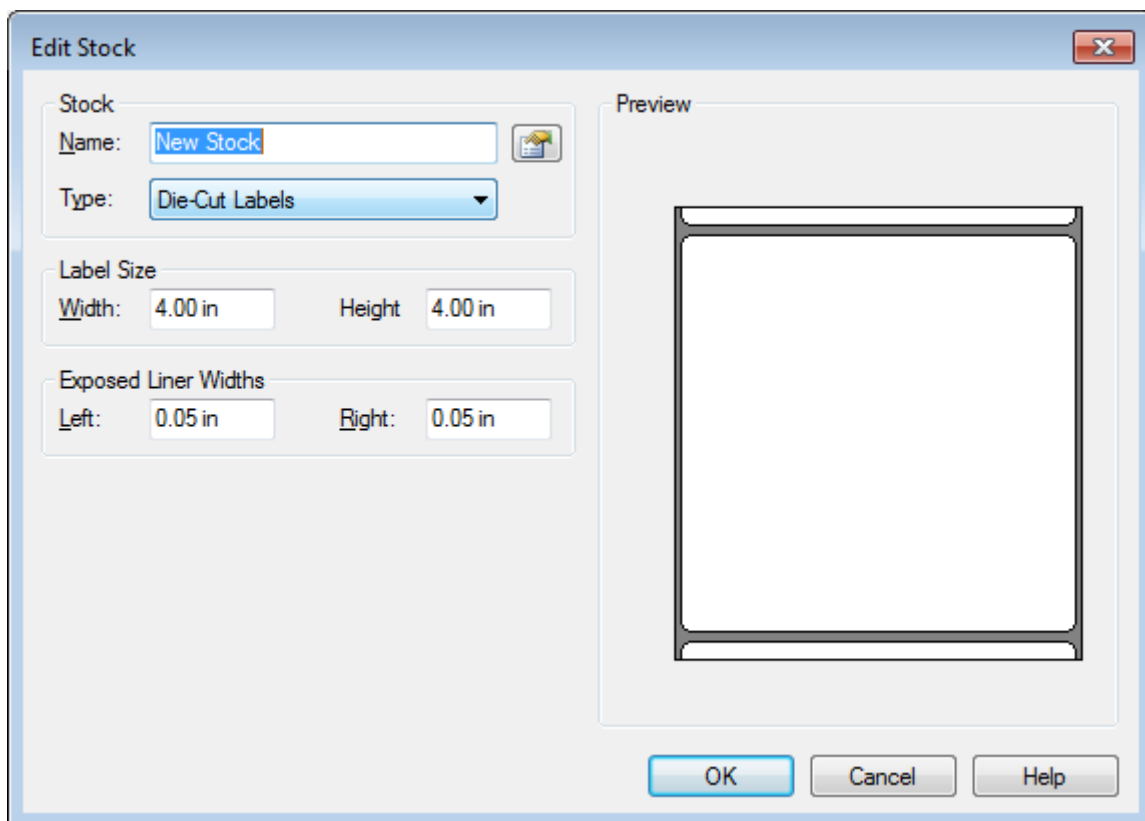 Edit Stock
Stock
Name: New Stock
Type: Die-Cut Labels
Label Size
Width: 4.00 in Height 4.00 in
Exposed Liner Widths
Left: 0.05 in Right: 0.05 in
Preview
OK Cancel Help